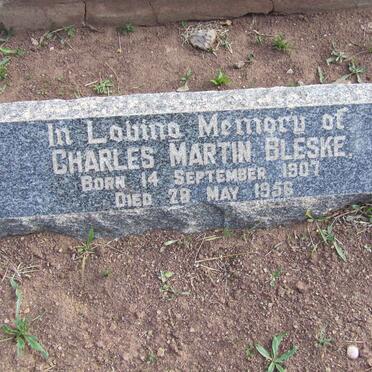 In Loving Memory of
CHARLES MARTIN BLESKE.
BORN 14 SEPTEMBER 1907
DIED 28 MAY 1956